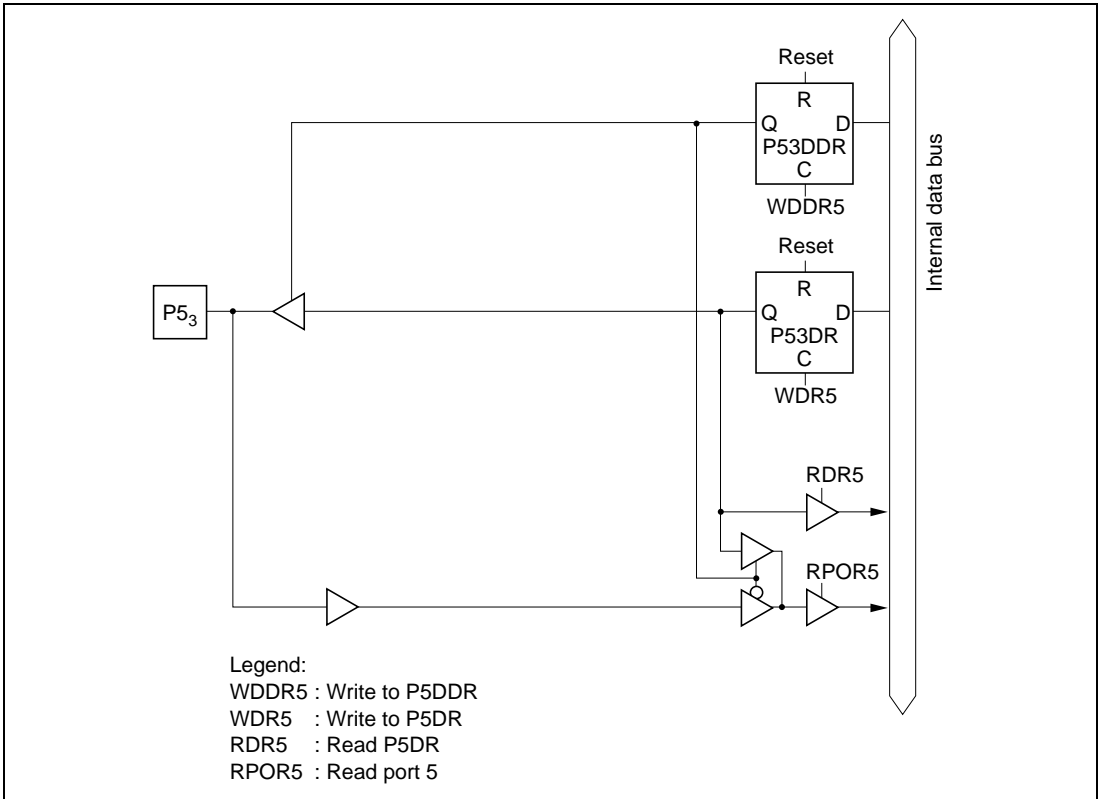 Reset
R
Q D
P53DDR
C
WDDR5
Internal data bus
Reset
R
P5₃
Q D
P53DR
C
WDR5
RDR5
RPOR5
Legend:
WDDR5 : Write to P5DDR
WDR5 : Write to P5DR
RDR5 : Read P5DR
RPOR5 : Read port 5